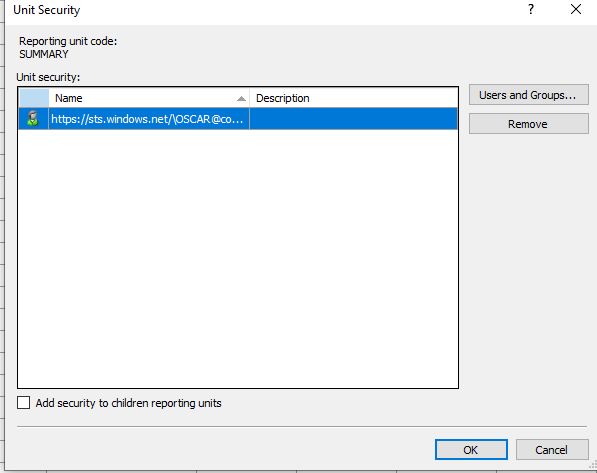 Unit Security
?
Reporting unit code:
SUMMARY
Unit security:
Name
Description
https://sts.windows.net/\OSCAR@co...
Users and Groups...
Remove
Add security to children reporting units
OK
Cancel